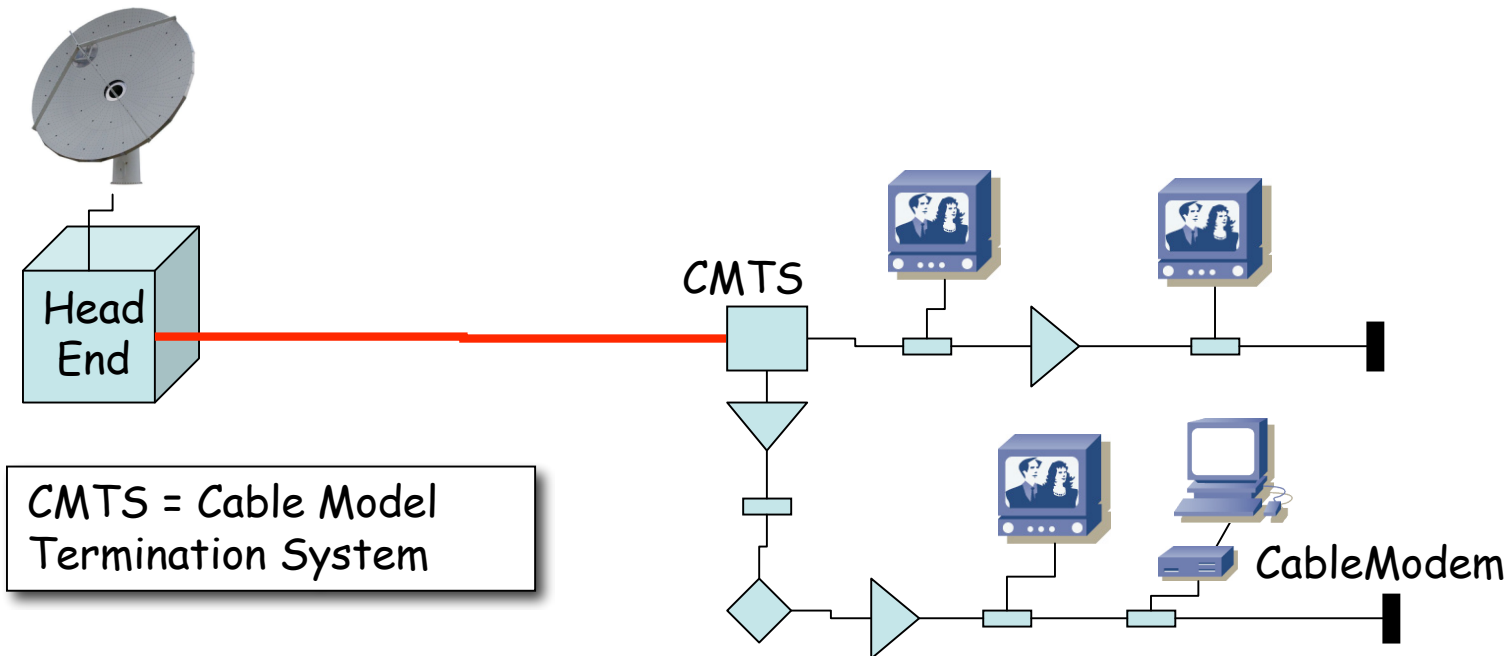 Head
End
CMTS
CMTS = Cable Model
Termination System
CableModem